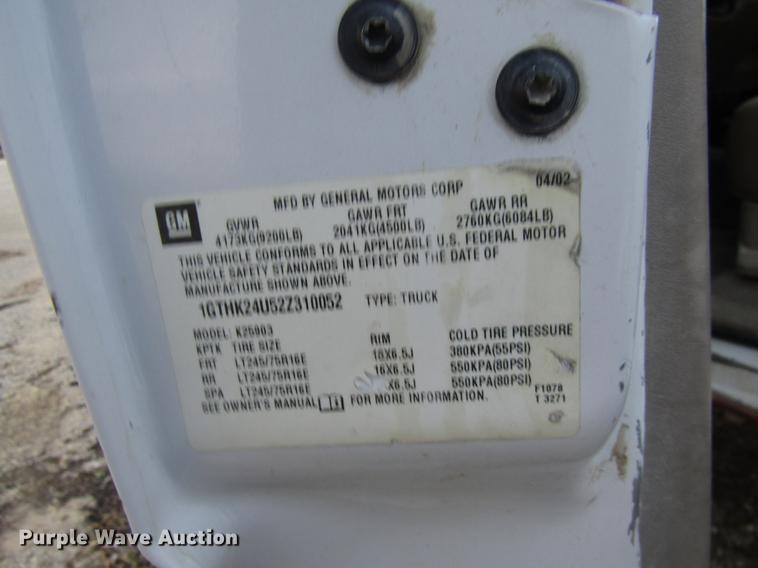 GM
MFD BY GENERAL MOTORS CORP 04/02
GVWR GAWR FRT GAWR RR
4173KG(9200LB) 2041KG(4500LB) 2760KG(6084LB)
THIS VEHICLE CONFORMS TO ALL APPLICABLE U.S. FEDERAL MOTOR
VEHICLE SAFETY STANDARDS IN EFFECT ON THE DATE OF
MANUFACTURE SHOWN ABOVE.
1GTHK24U52Z310052 TYPE: TRUCK
MODEL: K25903
KPTK TIRE SIZE RIM COLD TIRE PRESSURE
FRT LT245/75R16E 16X6.5J 380KPA(55PSI)
RR LT245/75R16E 16X6.5J 550KPA(80PSI)
SPA LT245/75R16E X6.5J 550KPA(80PSI)
SEE OWNER'S MANUAL FOR MORE INFORMATION.
F1078
T 3271
Purple Wave Auction